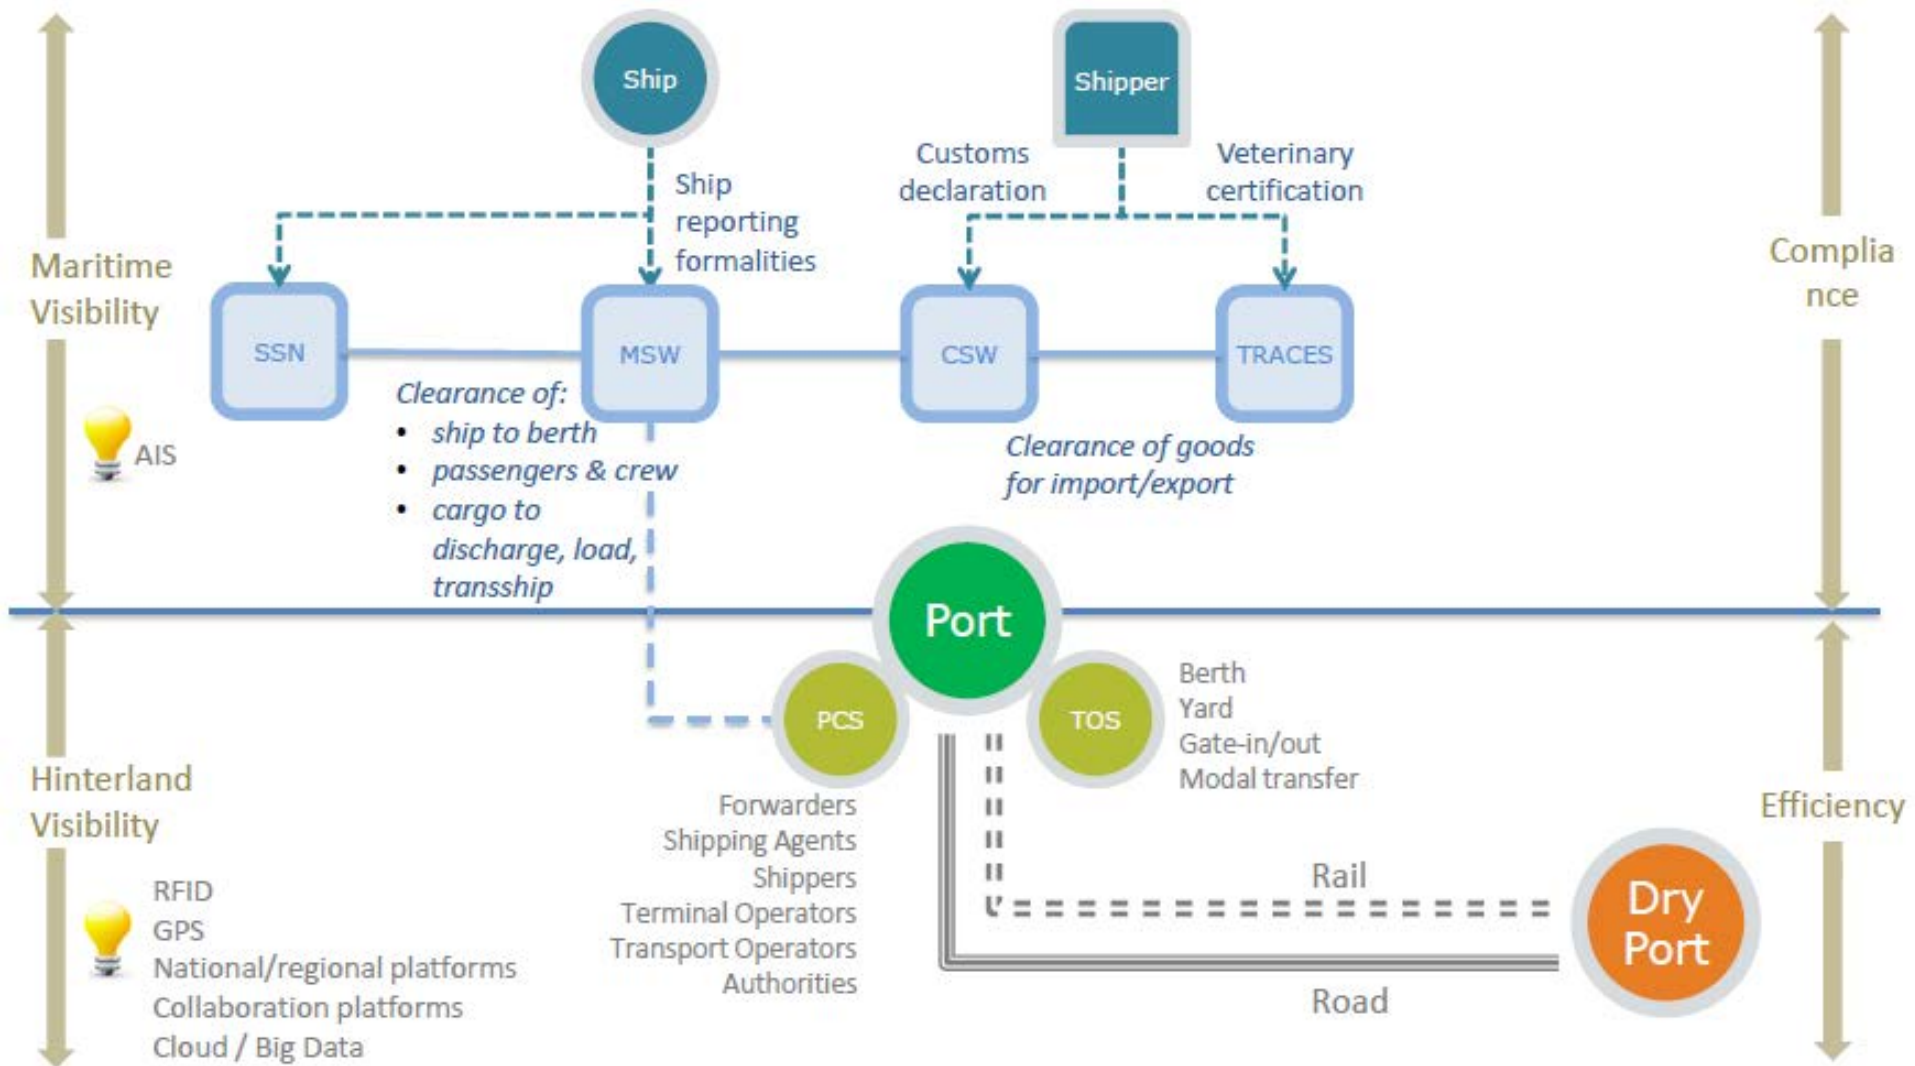 Ship
Shipper
Ship
reporting
formalities
Customs
declaration
Veterinary
certification
Maritime
Visibility
Complia
nce
SSN
MSW
CSW
TRACES
AIS
Clearance of:
• ship to berth
• passengers & crew
• cargo to
discharge, load,
transship
Clearance of goods
for import/export
Port
PCS
TOS
Berth
Yard
Gate-in/out
Modal transfer
Hinterland
Visibility
Efficiency
Forwarders
Shipping Agents
Shippers
Terminal Operators
Transport Operators
Authorities
RFID
GPS
National/regional platforms
Collaboration platforms
Cloud / Big Data
Rail
Road
Dry
Port